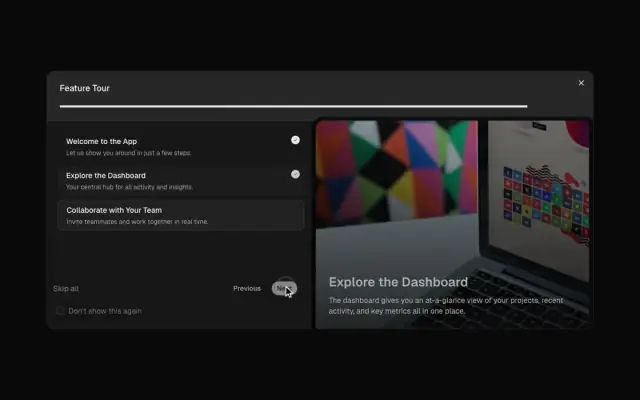 Feature Tour
Welcome to the App
Let us show you around in just a few steps.
Explore the Dashboard
Your central hub for all activity and insights.
Collaborate with Your Team
Invite teammates and work together in real time.
Skip all
Previous
Don't show this again
Explore the Dashboard
The dashboard gives you an at-a-glance view of your projects, recent
activity, and key metrics all in one place.